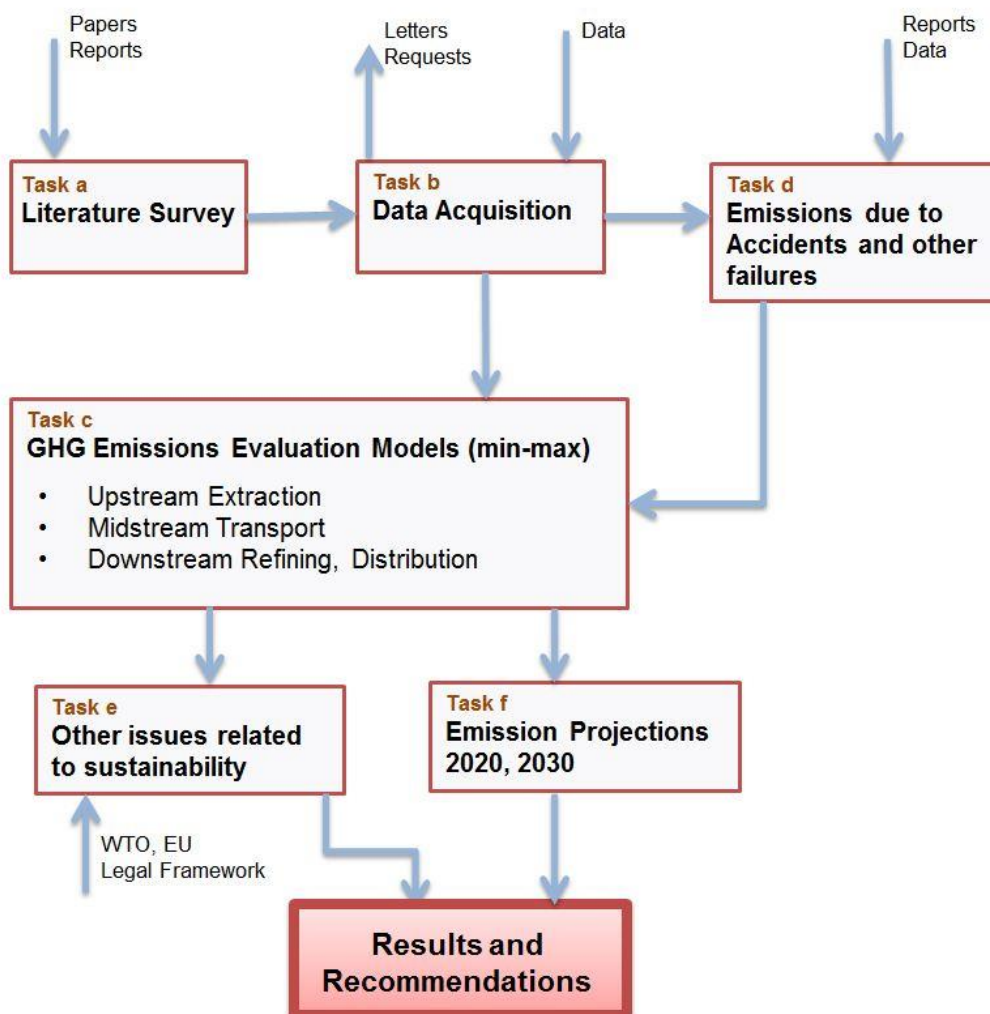 Papers
Reports
Letters
Requests
Data
Reports
Data
Task a
Literature Survey
Task b
Data Acquisition
Task d
Emissions due to
Accidents and other
failures
Task c
GHG Emissions Evaluation Models (min-max)
• Upstream Extraction
• Midstream Transport
• Downstream Refining, Distribution
Task e
Other issues related
to sustainability
Task f
Emission Projections
2020, 2030
WTO, EU
Legal Framework
Results and
Recommendations